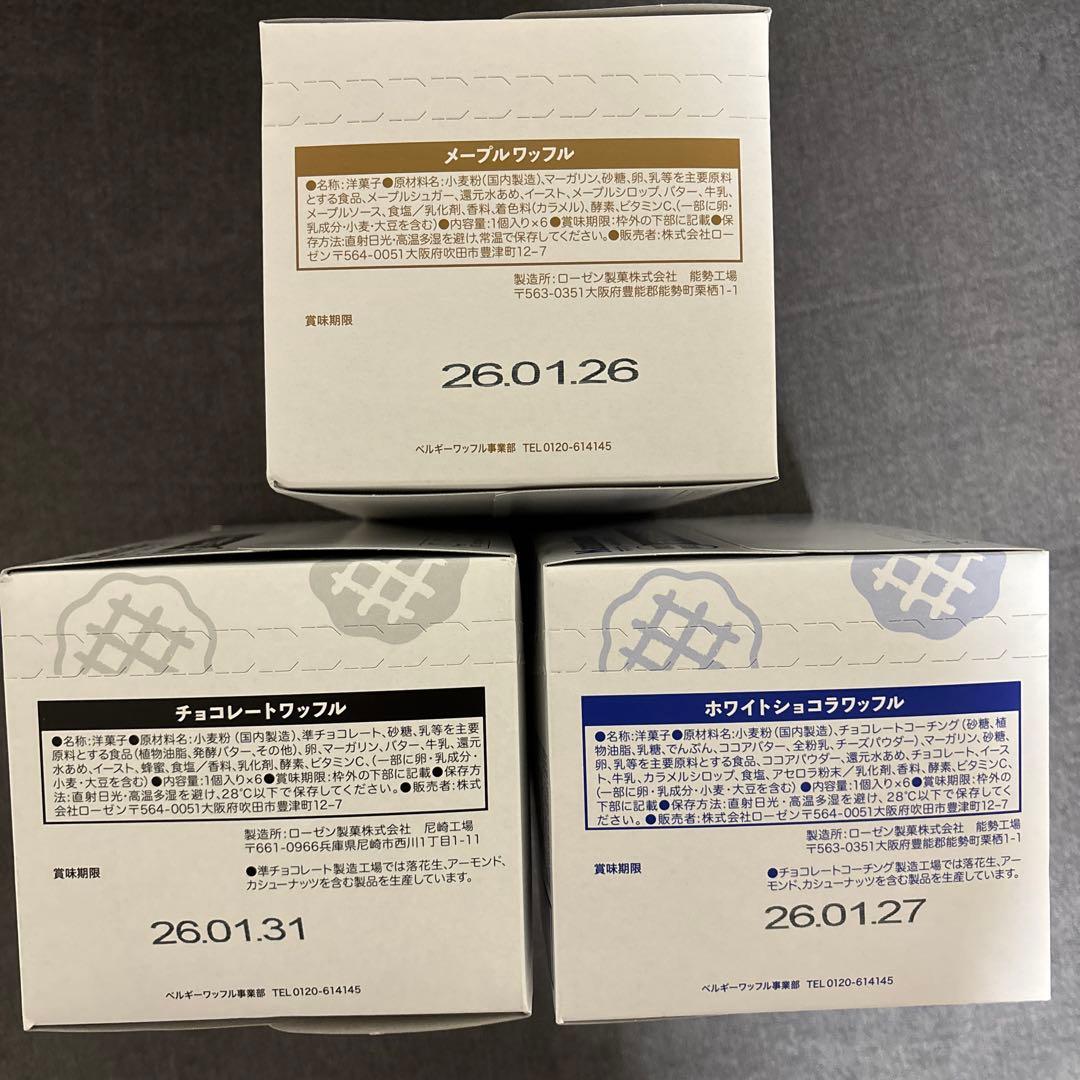 メープルワッフル
●名称:洋菓子●原材料名:小麦粉(国内製造)、マーガリン、砂糖、卵、乳等を主要原料
とする食品、メープルシュガー、還元水あめ、イースト、メープルシロップ、バター、牛乳、
メープルソース、食塩/乳化剤、香料、着色料(カラメル)、酵素、ビタミンC、(一部に卵・
乳成分・小麦・大豆を含む)●内容量:1個入り×6●賞味期限:枠外の下部に記載●保
存方法:直射日光・高温多湿を避け、常温で保存してください。●販売者:株式会社ロー
ゼン〒564-0051大阪府吹田市豊津町12-7
製造所:ローゼン製菓株式会社 能勢工場
〒563-0351大阪府豊能郡能勢町栗栖1-1
賞味期限
26.01.26
ベルギーワッフル事業部 TEL0120-614145
チョコレートワッフル
●名称:洋菓子●原材料名:小麦粉(国内製造)、準チョコレート、砂糖、乳等を主要
原料とする食品(植物油脂、発酵バター、その他)、卵、マーガリン、バター、牛乳、還元
水あめ、イースト、蜂蜜、食塩/香料、乳化剤、酵素、ビタミンC、(一部に卵・乳成分・
小麦・大豆を含む)●内容量:1個入り×6●賞味期限:枠外の下部に記載●保存方
法:直射日光・高温多湿を避け、28℃以下で保存してください。●販売者:株式
会社ローゼン〒564-0051大阪府吹田市豊津町12-7
製造所:ローゼン製菓株式会社 尼崎工場
〒661-0966兵庫県尼崎市西川1丁目1-11
賞味期限
●準チョコレート製造工場では落花生、アーモンド、
カシューナッツを含む製品を生産しています。
26.01.31
ベルギーワッフル事業部 TEL0120-614145
ホワイトショコラワッフル
●名称:洋菓子●原材料名:小麦粉(国内製造)、チョコレートコーチング(砂糖、植
物油脂、乳糖、でんぷん、ココアバター、全粉乳、チーズパウダー)、マーガリン、砂糖、
卵、乳等を主要原料とする食品、ココアパウダー、還元水あめ、チョコレート、イース
ト、牛乳、カラメルシロップ、食塩、アセロラ粉末/乳化剤、香料、酵素、ビタミンC、
(一部に卵・乳成分・小麦・大豆を含む)●内容量:1個入り×6●賞味期限:枠外の
下部に記載●保存方法:直射日光・高温多湿を避け、28℃以下で保存してくださ
い。●販売者:株式会社ローゼン〒564-0051大阪府吹田市豊津町12-7
製造所:ローゼン製菓株式会社 能勢工場
〒563-0351大阪府豊能郡能勢町栗栖1-1
賞味期限
●チョコレートコーチング製造工場では落花生、アー
モンド、カシューナッツを含む製品を生産しています。
26.01.27
ベルギーワッフル事業部 TEL0120-614145